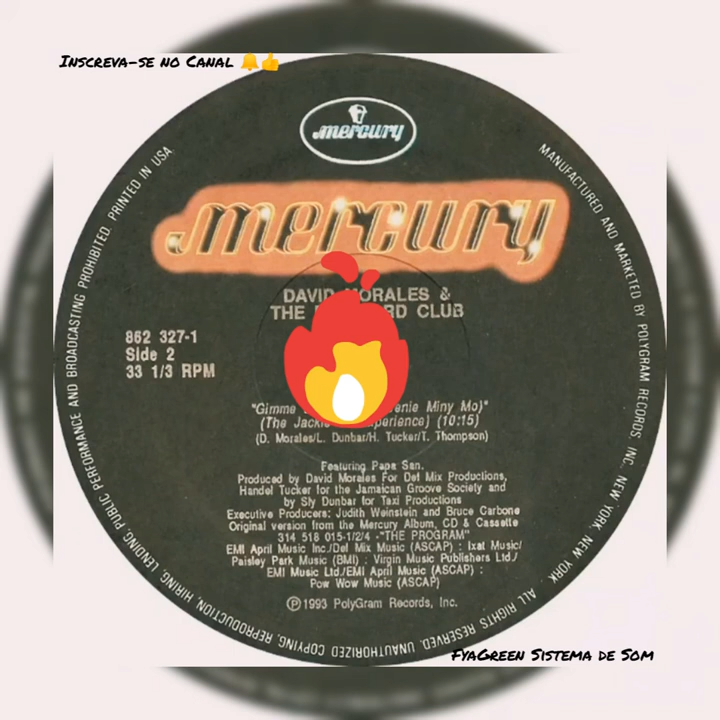 Inscreva-se no Canal 🔔👍
mercury
mercury
MANUFACTURED AND MARKETED BY POLYGRAM RECORDS, INC. NEW YORK, NEW YORK. ALL RIGHTS RESERVED. UNAUTHORIZED COPYING, REPRODUCTION, HIRING, LENDING, PUBLIC PERFORMANCE AND BROADCASTING PROHIBITED. PRINTED IN USA
DAVID MORALES &
THE RD CLUB
862 327-1
Side 2
33 1/3 RPM
"Gimme enie Miny Mo)"
(The Jackie perience) (10:15)
(D. Morales/L. Dunbar/H. Tucker/T. Thompson)
Featuring Papa San.
Produced by David Morales For Def Mix Productions,
Handel Tucker for the Jamaican Groove Society and
by Sly Dunbar for Taxi Productions
Executive Producers: Judith Weinstein and Bruce Carbone
Original version from the Mercury Album, CD & Cassette
314 518 015-1/2/4 -"THE PROGRAM"
EMI April Music Inc./Def Mix Music (ASCAP) : Ixat Music/
Paisley Park Music (BMI) : Virgin Music Publishers Ltd./
EMI Music Ltd./EMI April Music (ASCAP) :
Pow Wow Music (ASCAP)
Ⓟ1993 PolyGram Records, Inc.
FyaGreen Sistema de Som